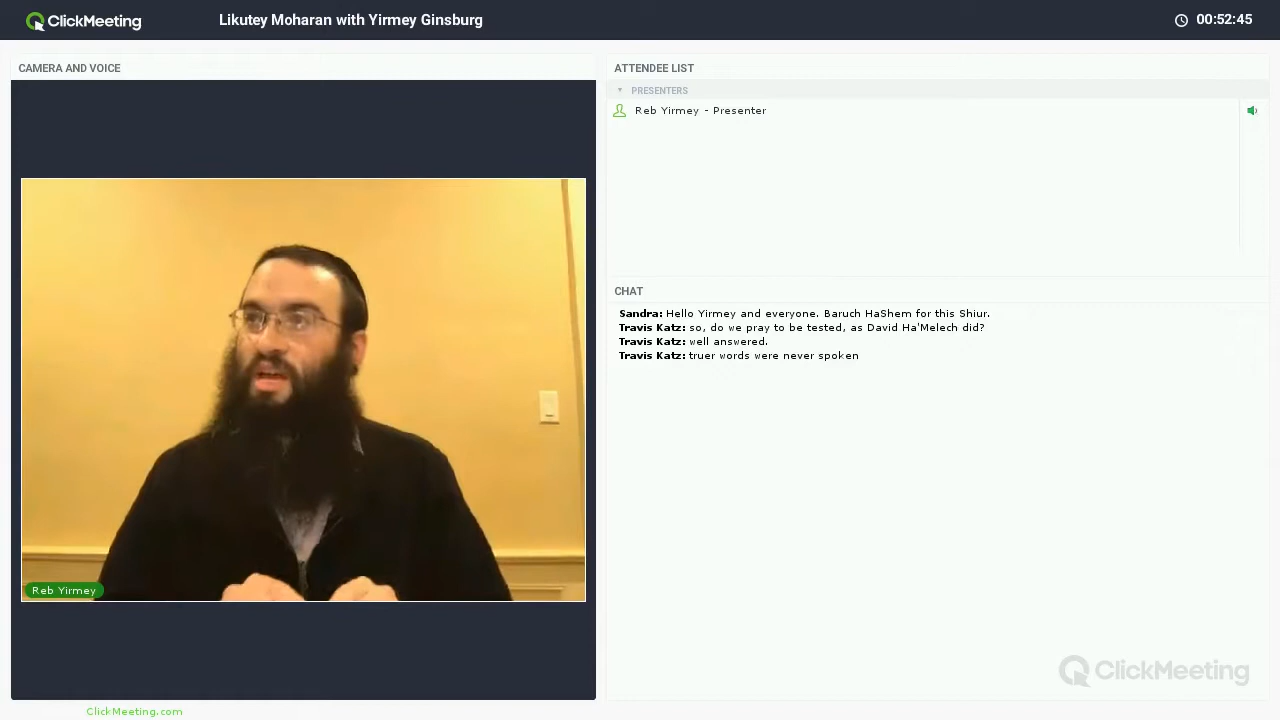 ClickMeeting
Likutey Moharan with Yirmey Ginsburg
00:52:45
CAMERA AND VOICE
Reb Yirmey
ClickMeeting.com
ATTENDEE LIST
PRESENTERS
Reb Yirmey - Presenter
CHAT
Sandra: Hello Yirmey and everyone. Baruch HaShem for this Shiur.
Travis Katz: so, do we pray to be tested, as David Ha'Melech did?
Travis Katz: well answered.
Travis Katz: truer words were never spoken
ClickMeeting